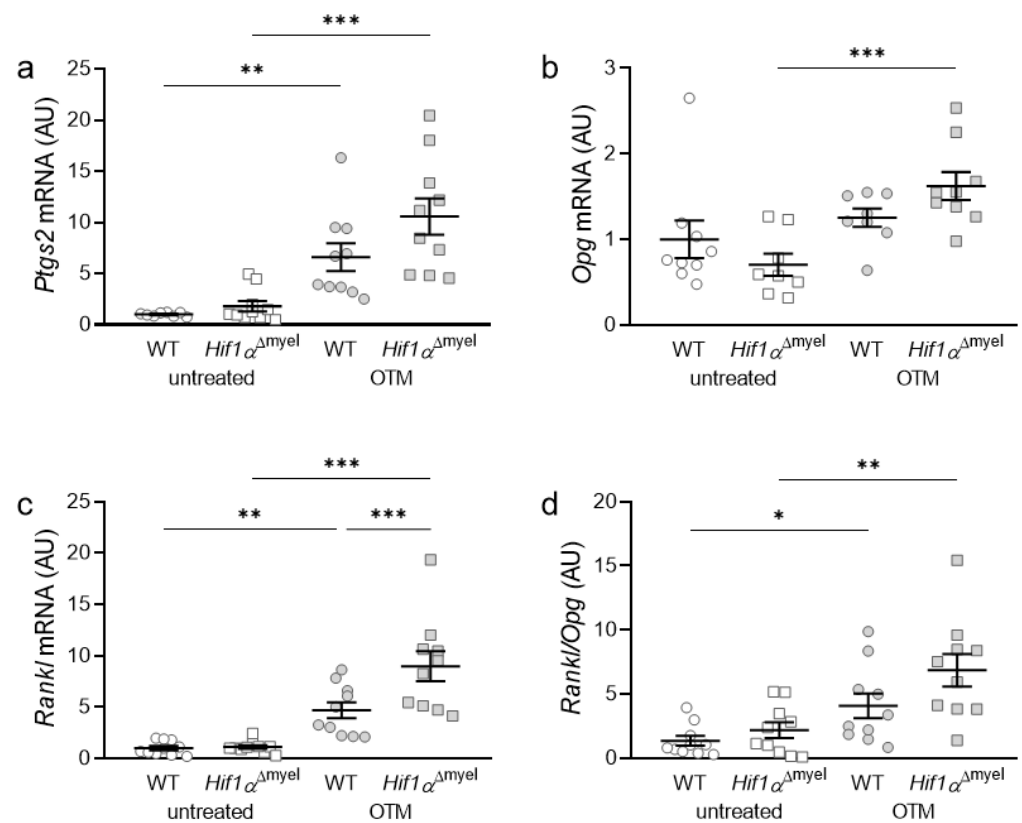 a
***
**
Ptgs2 mRNA (AU)
25
20
15
10
5
0
WT Hif1αΔmyel WT Hif1αΔmyel
untreated OTM
b
***
Opg mRNA (AU)
3
2
1
0
WT Hif1αΔmyel WT Hif1αΔmyel
untreated OTM
c
***
** ***
Rankl mRNA (AU)
25
20
15
10
5
0
WT Hif1αΔmyel WT Hif1αΔmyel
untreated OTM
d
**
*
Rankl/Opg (AU)
20
15
10
5
0
WT Hif1αΔmyel WT Hif1αΔmyel
untreated OTM